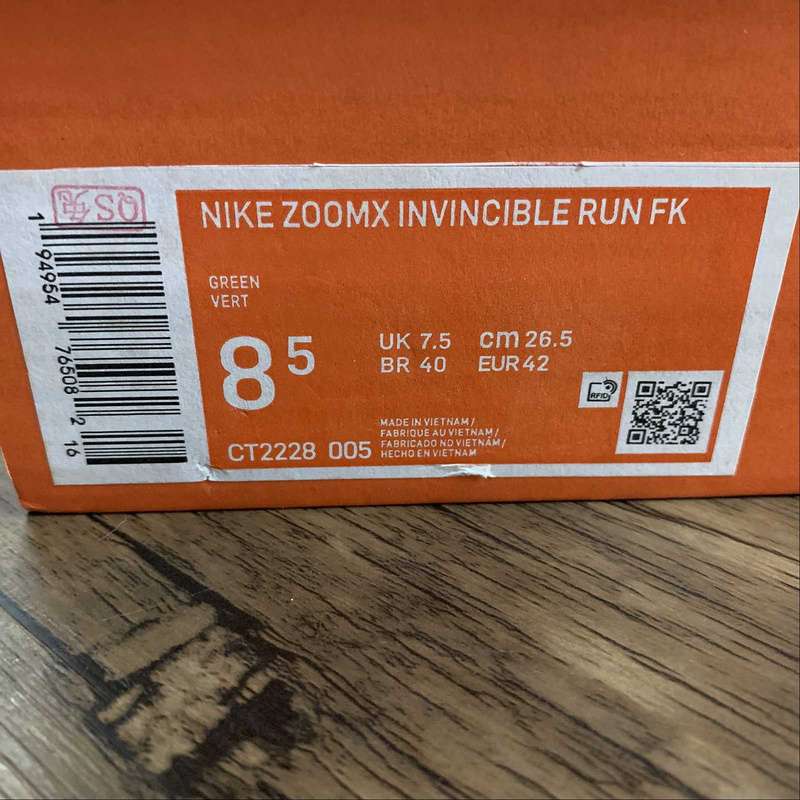 NIKE ZOOMX INVINCIBLE RUN FK
GREEN
VERT
8 5
UK 7.5 cm 26.5
BR 40 EUR 42
CT2228 005
MADE IN VIETNAM /
FABRIQUE AU VIETNAM /
FABRICADO NO VIETNÃM /
HECHO EN VIETNAM
RFID
1 94954 76508 2 16